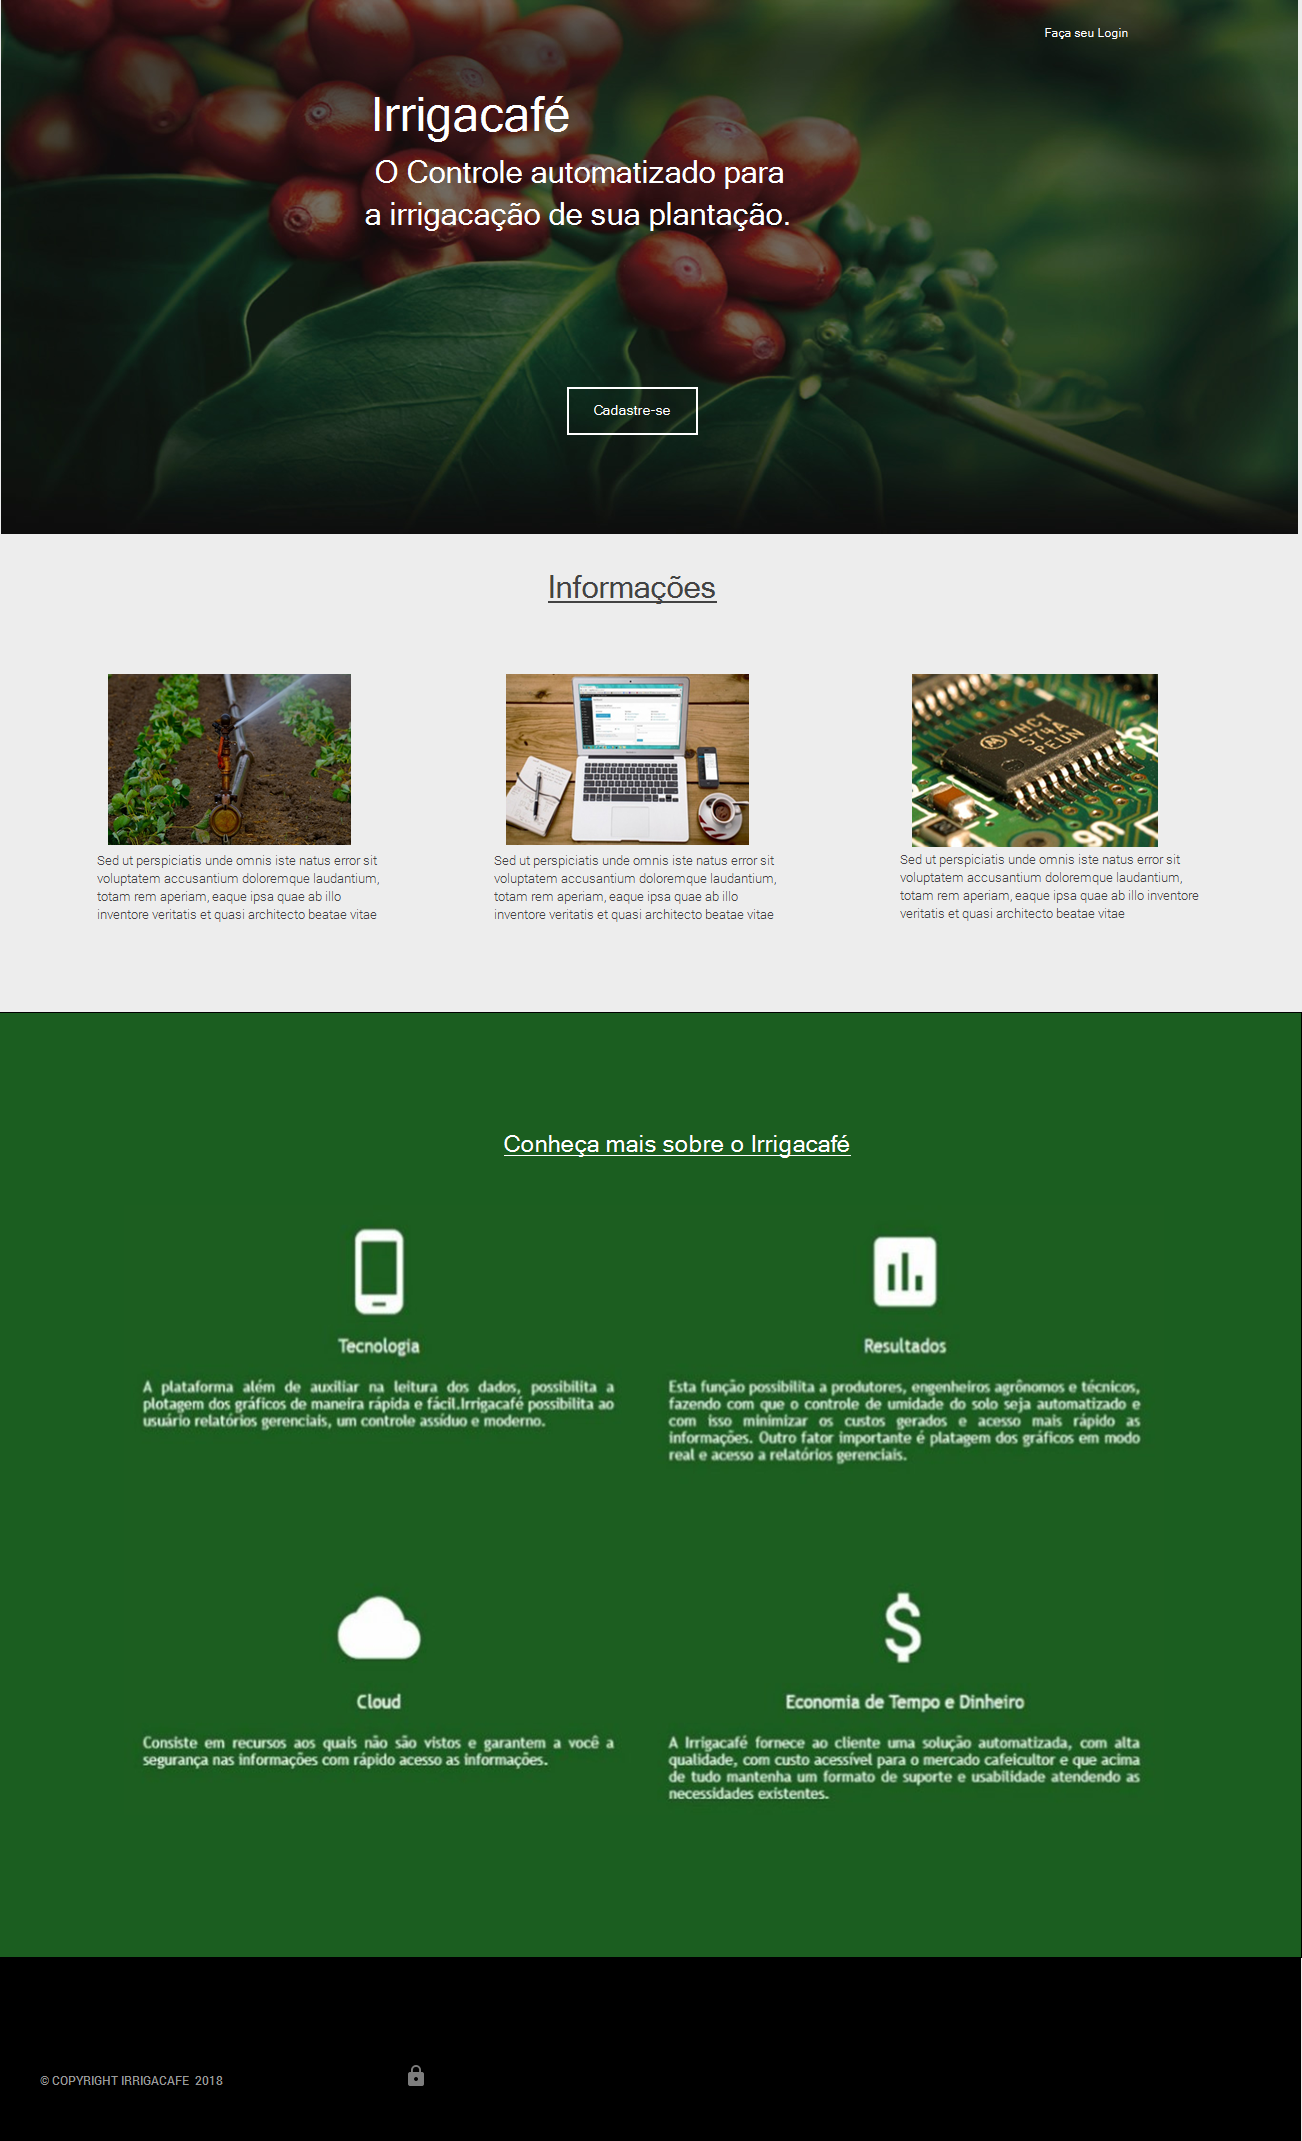 Faça seu Login
Irrigacafé
O Controle automatizado para
a irrigacação de sua plantação.
Cadastre-se
Informações
VHCT
574A
Sed ut perspiciatis unde omnis iste natus error sit
voluptatem accusantium doloremque laudantium,
totam rem aperiam, eaque ipsa quae ab illo
inventore veritatis et quasi architecto beatae vitae
Sed ut perspiciatis unde omnis iste natus error sit
voluptatem accusantium doloremque laudantium,
totam rem aperiam, eaque ipsa quae ab illo
inventore veritatis et quasi architecto beatae vitae
Sed ut perspiciatis unde omnis iste natus error sit
voluptatem accusantium doloremque laudantium,
totam rem aperiam, eaque ipsa quae ab illo inventore
veritatis et quasi architecto beatae vitae
Conheça mais sobre o Irrigacafé
Tecnologia
A plataforma além de auxiliar na leitura dos dados, possibilita a
plotagem dos gráficos de maneira rápida e fácil.Irrigacafé possibilita ao
usuário relatórios gerenciais, um controle assíduo e moderno.
Resultados
Esta função possibilita a produtores, engenheiros agrônomos e técnicos,
fazendo com que o controle de umidade do solo seja automatizado e
com isso minimizar os custos gerados e acesso mais rápido as
informações. Outro fator importante é platagem dos gráficos em modo
real e acesso a relatórios gerenciais.
Cloud
Consiste em recursos aos quais não são vistos e garantem a você a
segurança nas informações com rápido acesso as informações.
Economia de Tempo e Dinheiro
A Irrigacafé fornece ao cliente uma solução automatizada, com alta
qualidade, com custo acessível para o mercado cafeicultor e que acima
de tudo mantenha um formato de suporte e usabilidade atendendo as
necessidades existentes.
© COPYRIGHT IRRIGACAFE 2018